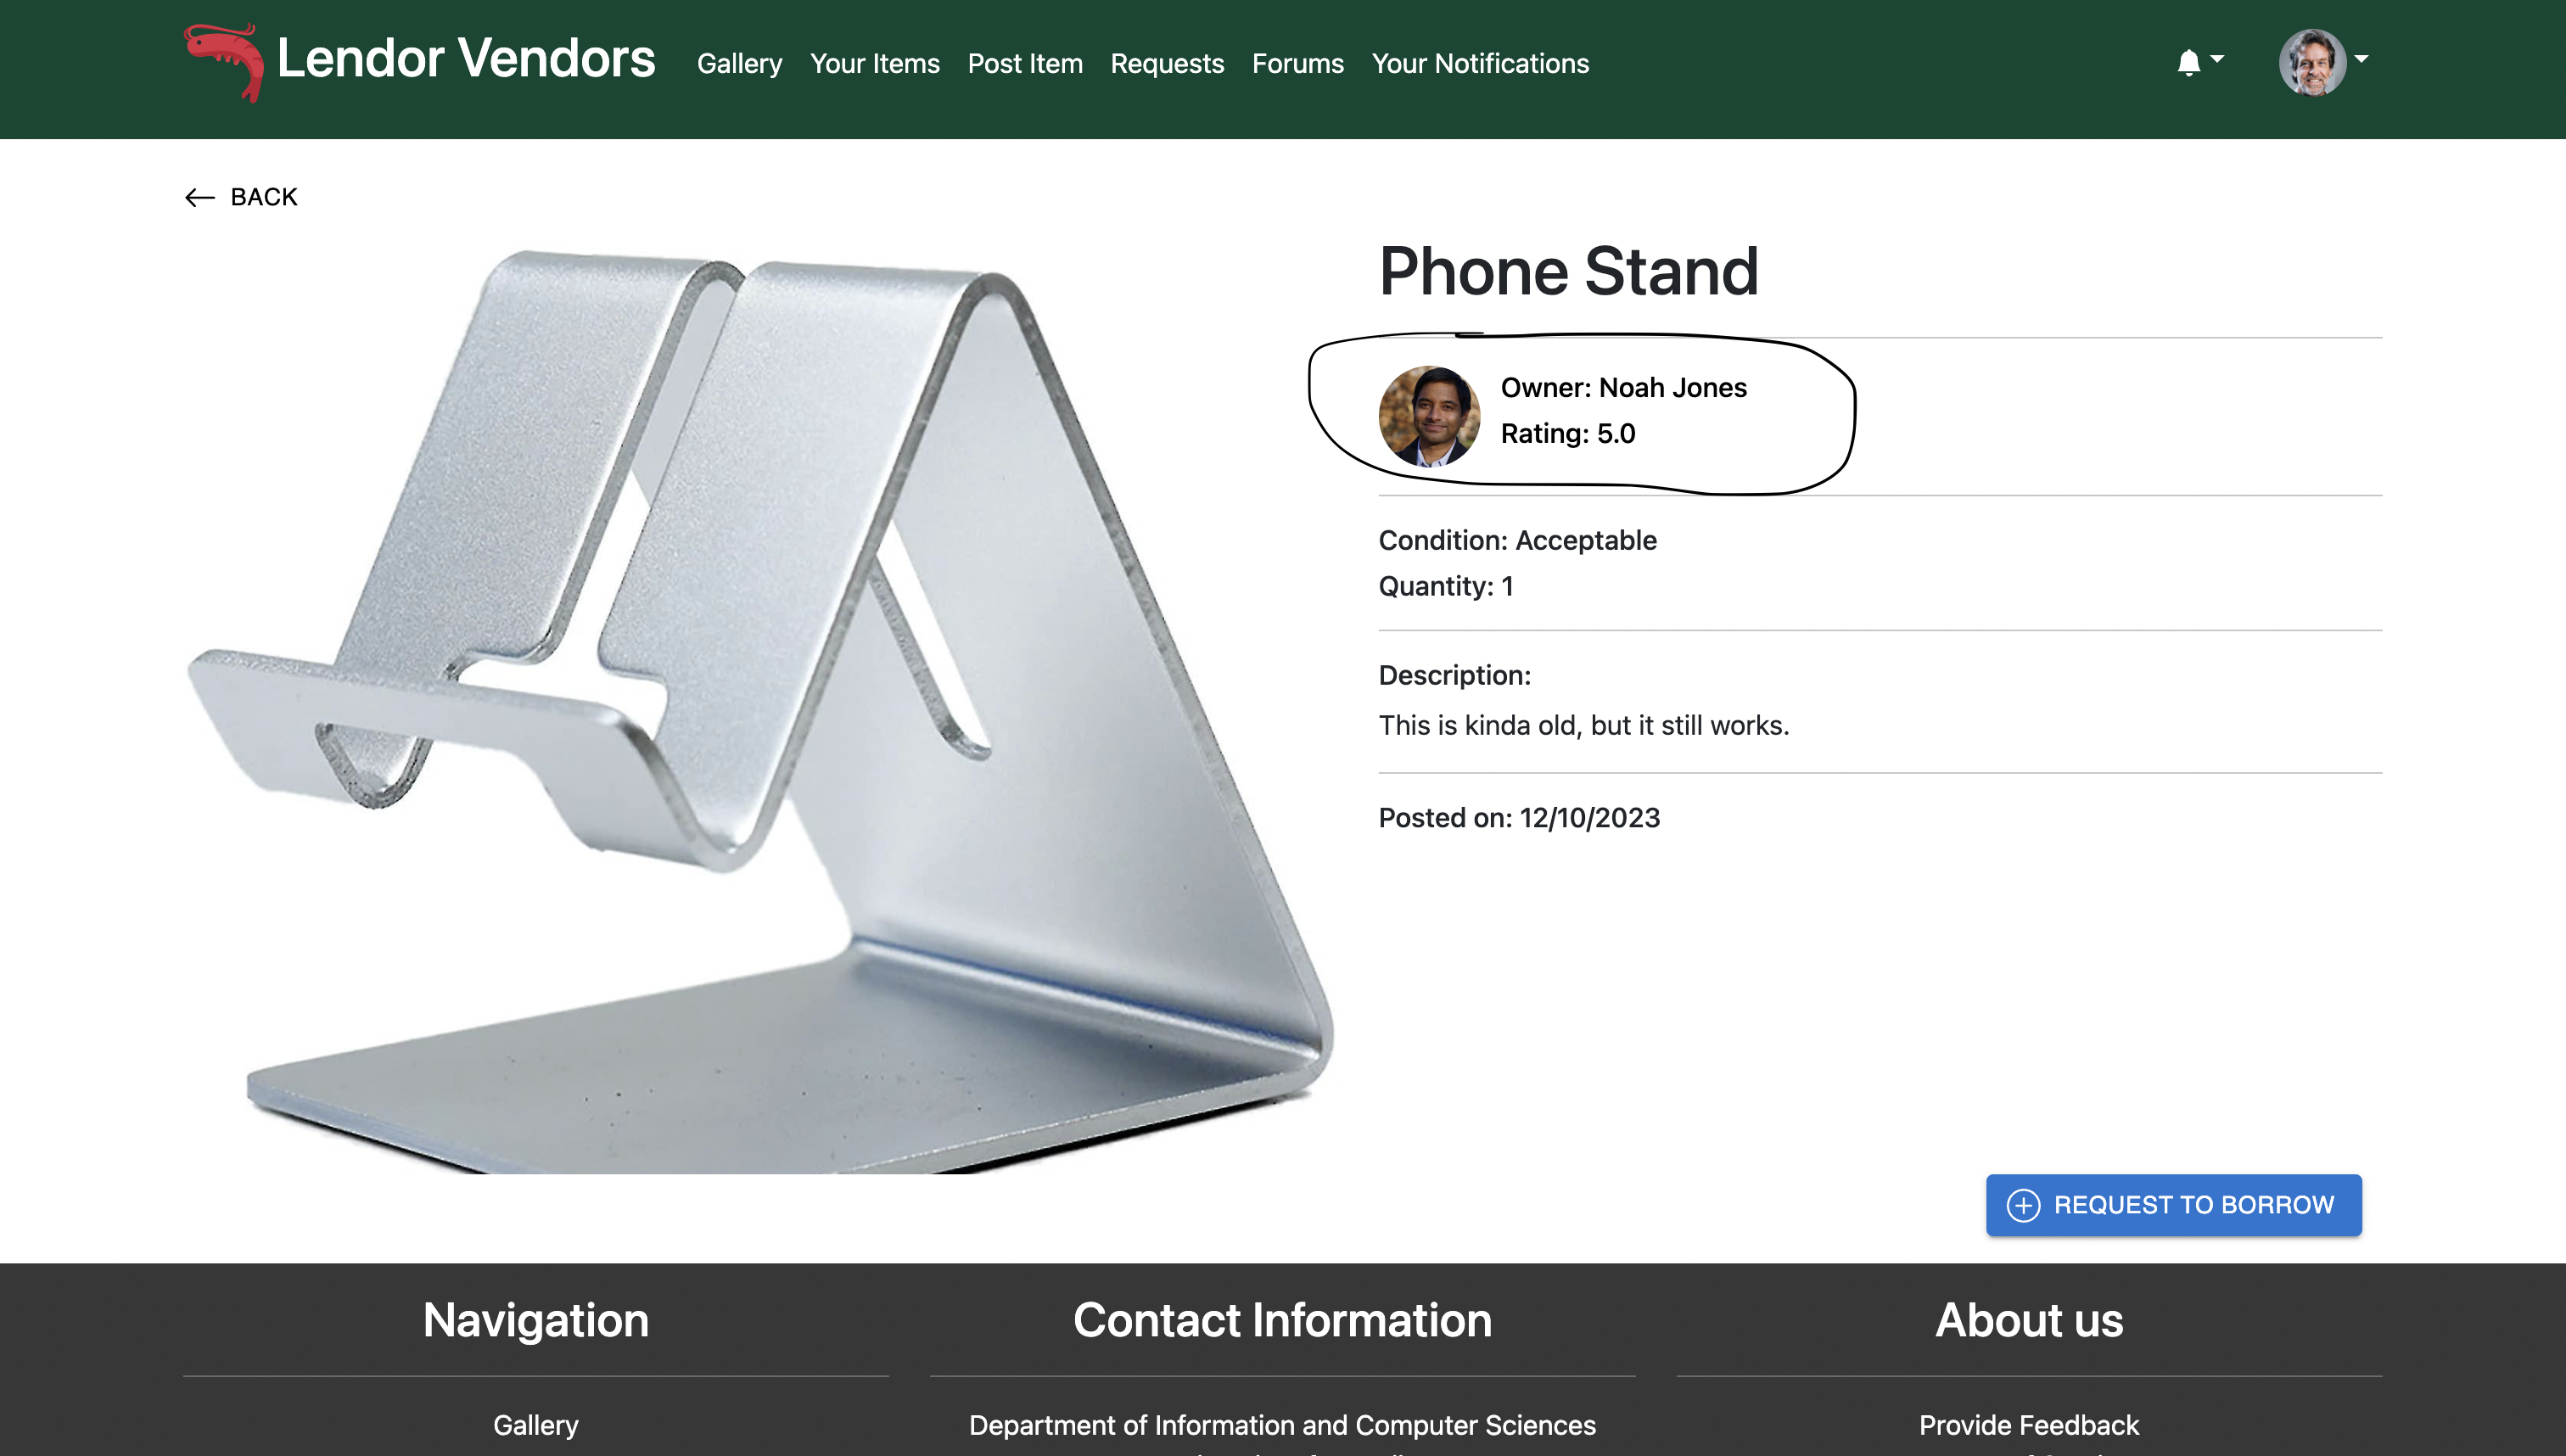 Lendor Vendors
Gallery Your Items Post Item Requests Forums Your Notifications
BACK
Phone Stand
Owner: Noah Jones
Rating: 5.0
Condition: Acceptable
Quantity: 1
Description:
This is kinda old, but it still works.
Posted on: 12/10/2023
REQUEST TO BORROW
Navigation
Gallery
Contact Information
Department of Information and Computer Sciences
About us
Provide Feedback